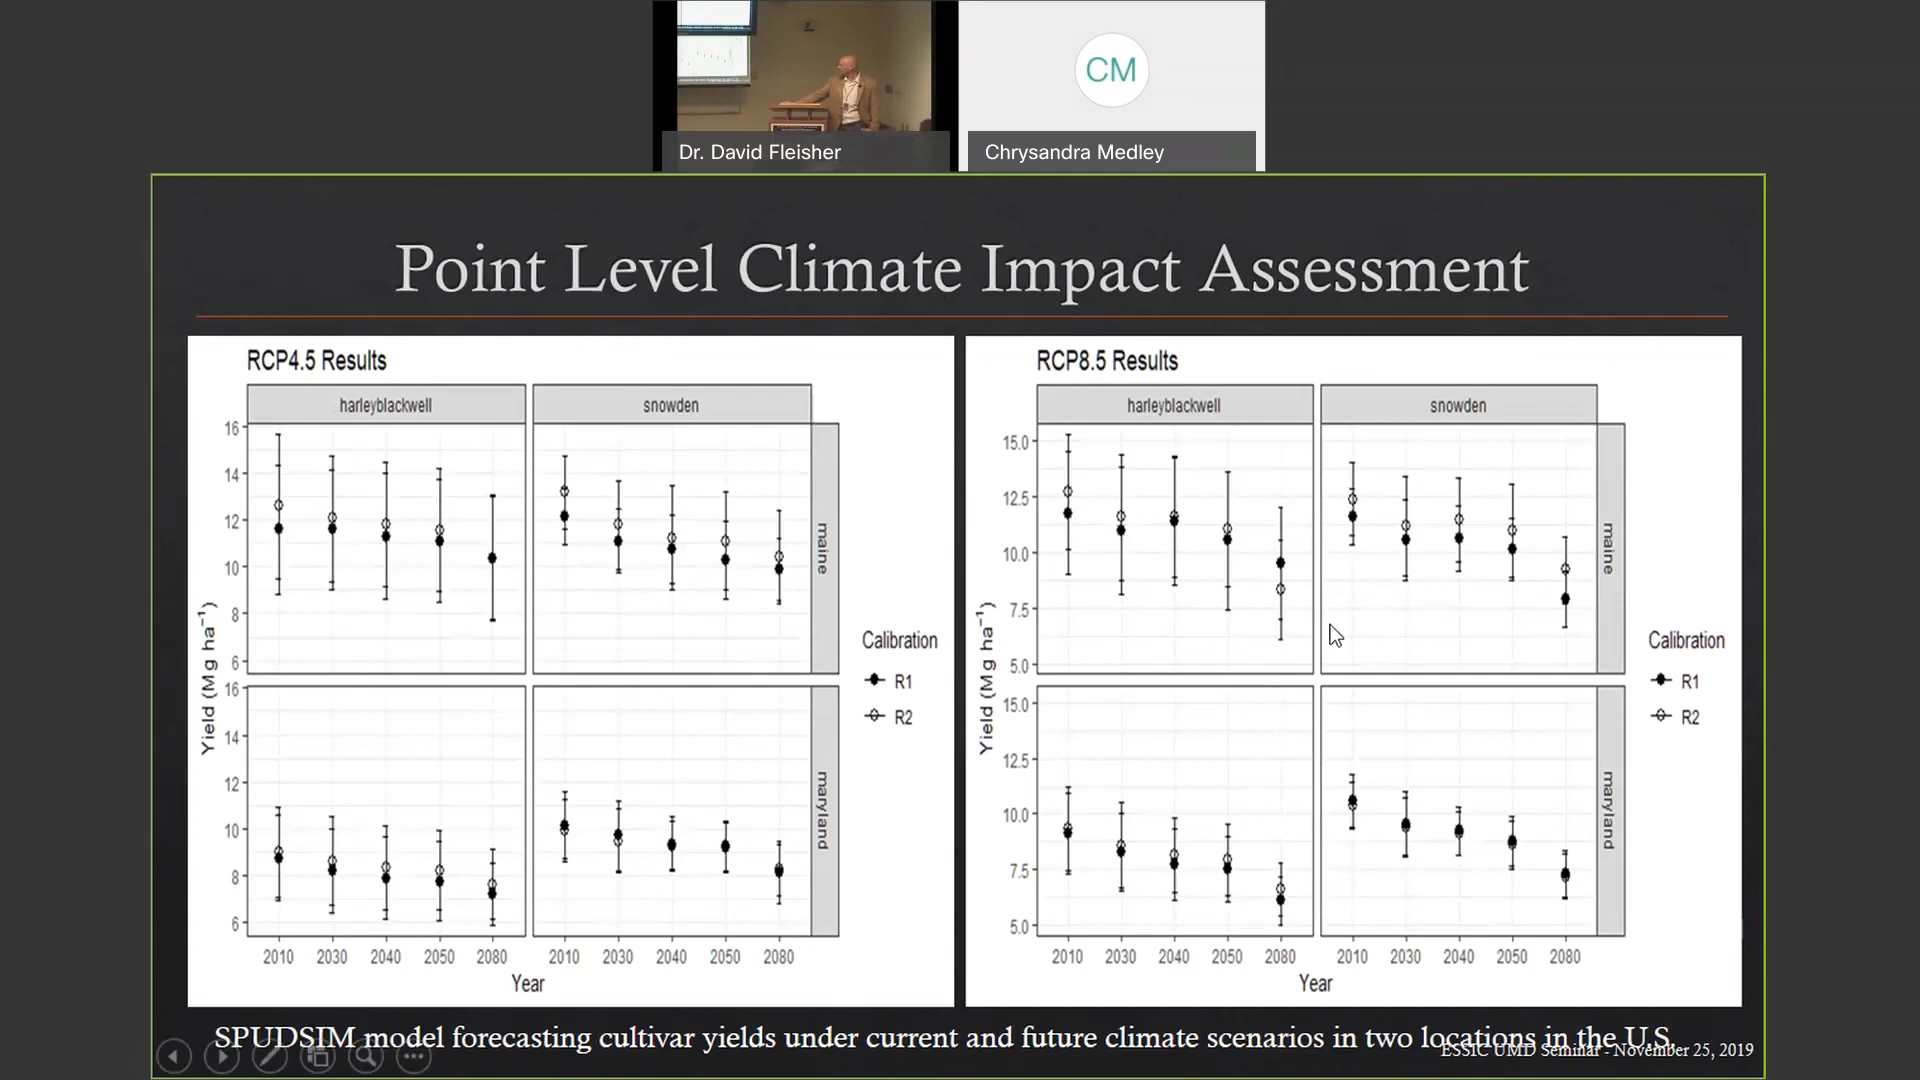 Dr. David Fleisher
CM
Chrysandra Medley
Point Level Climate Impact Assessment
RCP4.5 Results
harleyblackwell
snowden
16
14
12
10
8
6
maine
16
14
12
10
8
6
maryland
Yield (Mg ha⁻¹)
2010 2030 2040 2050 2080
2010 2030 2040 2050 2080
Year
Calibration
R1
R2
RCP8.5 Results
harleyblackwell
snowden
15.0
12.5
10.0
7.5
5.0
maine
15.0
12.5
10.0
7.5
5.0
maryland
Yield (Mg ha⁻¹)
2010 2030 2040 2050 2080
2010 2030 2040 2050 2080
Year
Calibration
R1
R2
SPUDSIM model forecasting cultivar yields under current and future climate scenarios in two locations in the U.S.
ESSIC UMD Seminar - November 25, 2019